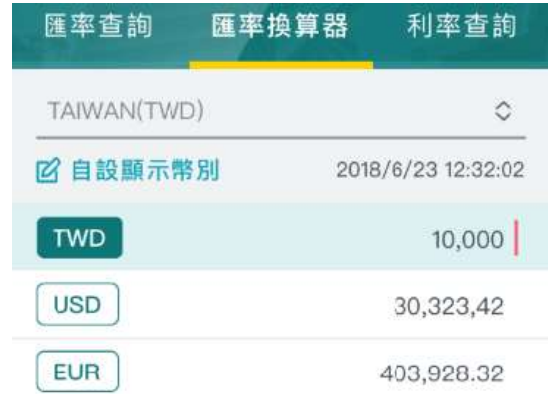 匯率查詢 匯率換算器 利率查詢
TAIWAN(TWD)
自設顯示幣別 2018/6/23 12:32:02
TWD 10,000
USD 30,323,42
EUR 403,928.32